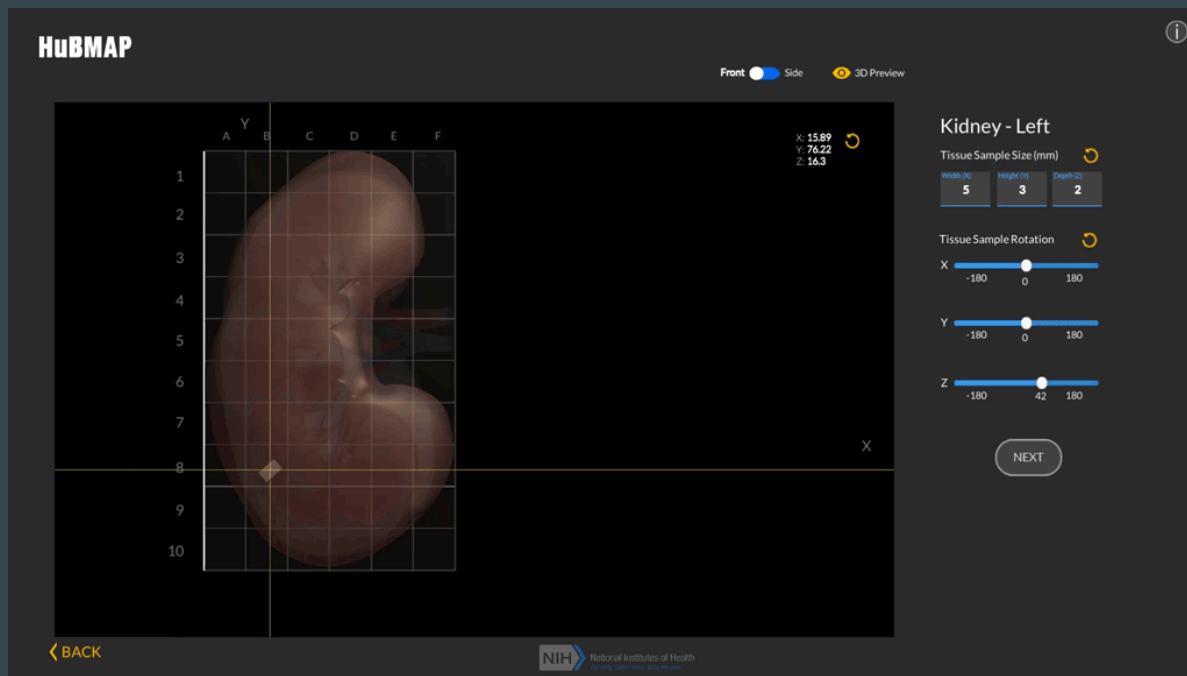 HuBMAP
i
Front Side 3D Preview
Y
A B C D E F
1
2
3
4
5
6
7
8
9
10
X
X: 15.89
Y: 76.22
Z: 16.3
Kidney - Left
Tissue Sample Size (mm)
Width (X) Height (Y) Depth (Z)
5 3 2
Tissue Sample Rotation
X
-180 0 180
Y
-180 0 180
Z
-180 42 180
NEXT
BACK
NIH National Institutes of Health